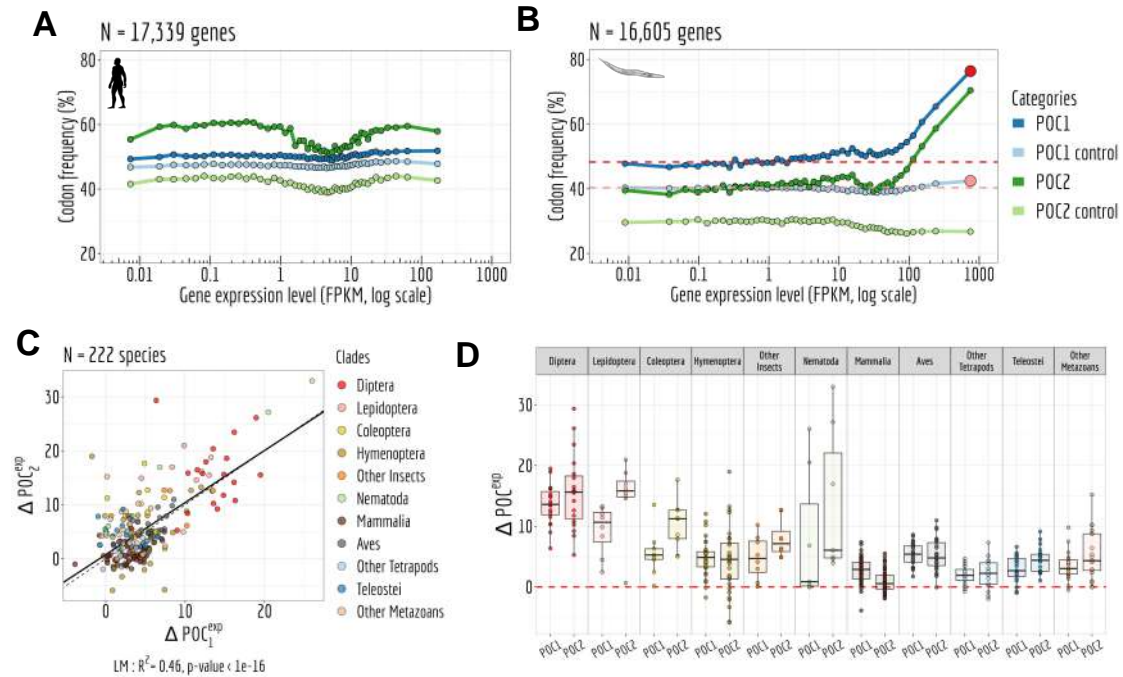 A
N = 17,339 genes
80
60
40
20
Codon frequency (%)
0.01 0.1 1 10 100 1000
Gene expression level (FPKM, log scale)
B
N = 16,605 genes
80
60
40
20
Codon frequency (%)
0.01 0.1 1 10 100 1000
Gene expression level (FPKM, log scale)
Categories
POC1
POC1 control
POC2
POC2 control
C
N = 222 species
30
20
10
0
Δ POC₂^exp
0 10 20
Δ POC₁^exp
LM : R²= 0.46, p-value < 1e-16
Clades
Diptera
Lepidoptera
Coleoptera
Hymenoptera
Other Insects
Nematoda
Mammalia
Aves
Other Tetrapods
Teleostei
Other Metazoans
D
Diptera Lepidoptera Coleoptera Hymenoptera Other Insects Nematoda Mammalia Aves Other Tetrapods Teleostei Other Metazoans
30
20
10
0
Δ POC^exp
POC1 POC2 POC1 POC2 POC1 POC2 POC1 POC2 POC1 POC2 POC1 POC2 POC1 POC2 POC1 POC2 POC1 POC2 POC1 POC2 POC1 POC2